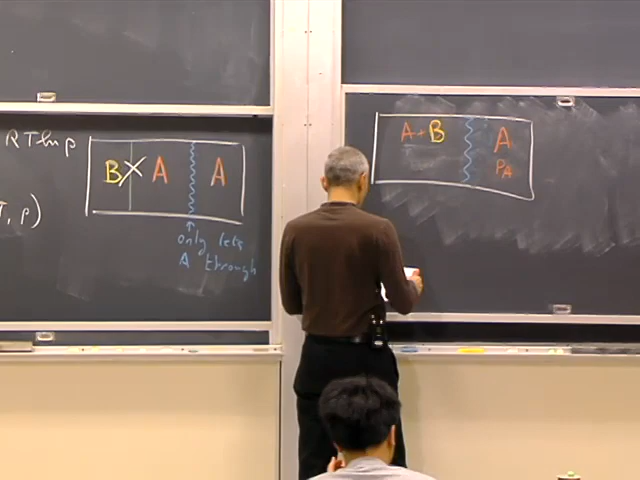 RTlnp
T, p)
B A A
only lets
A through
A+B A
PA